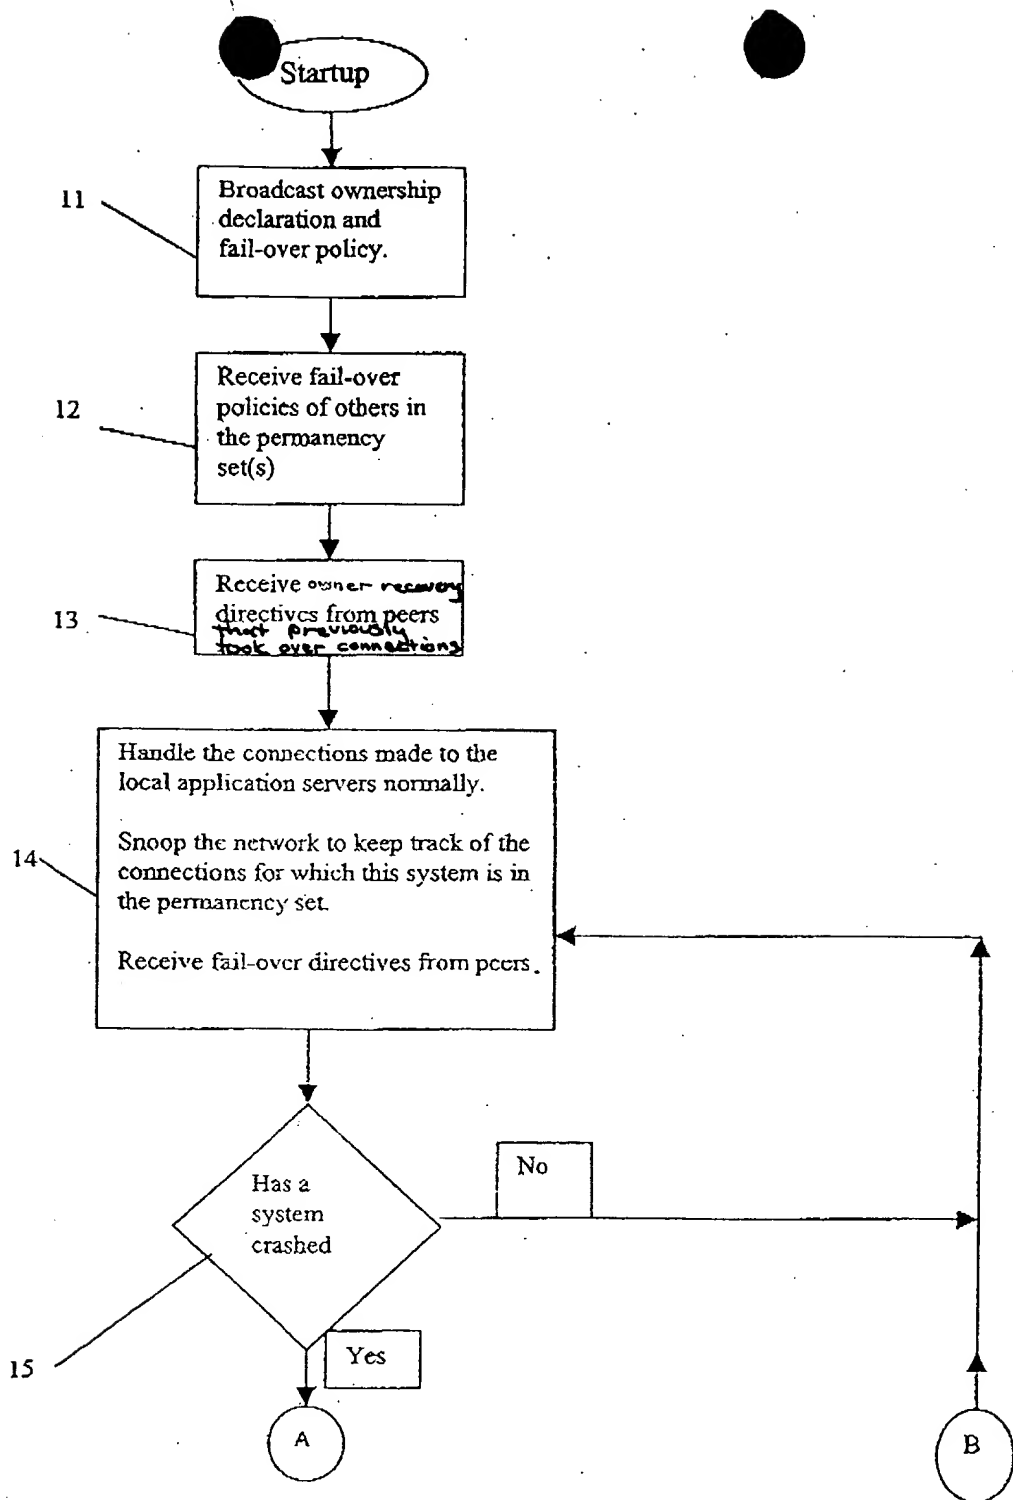 Startup
11
Broadcast ownership
declaration and
fail-over policy.
12
Receive fail-over
policies of others in
the permanency
set(s)
13
Receive owner recovery
directives from peers
that previously
took over connections
14
Handle the connections made to the
local application servers normally.
Snoop the network to keep track of the
connections for which this system is in
the permanency set.
Receive fail-over directives from peers.
Has a
system
crashed
No
15
Yes
A
B